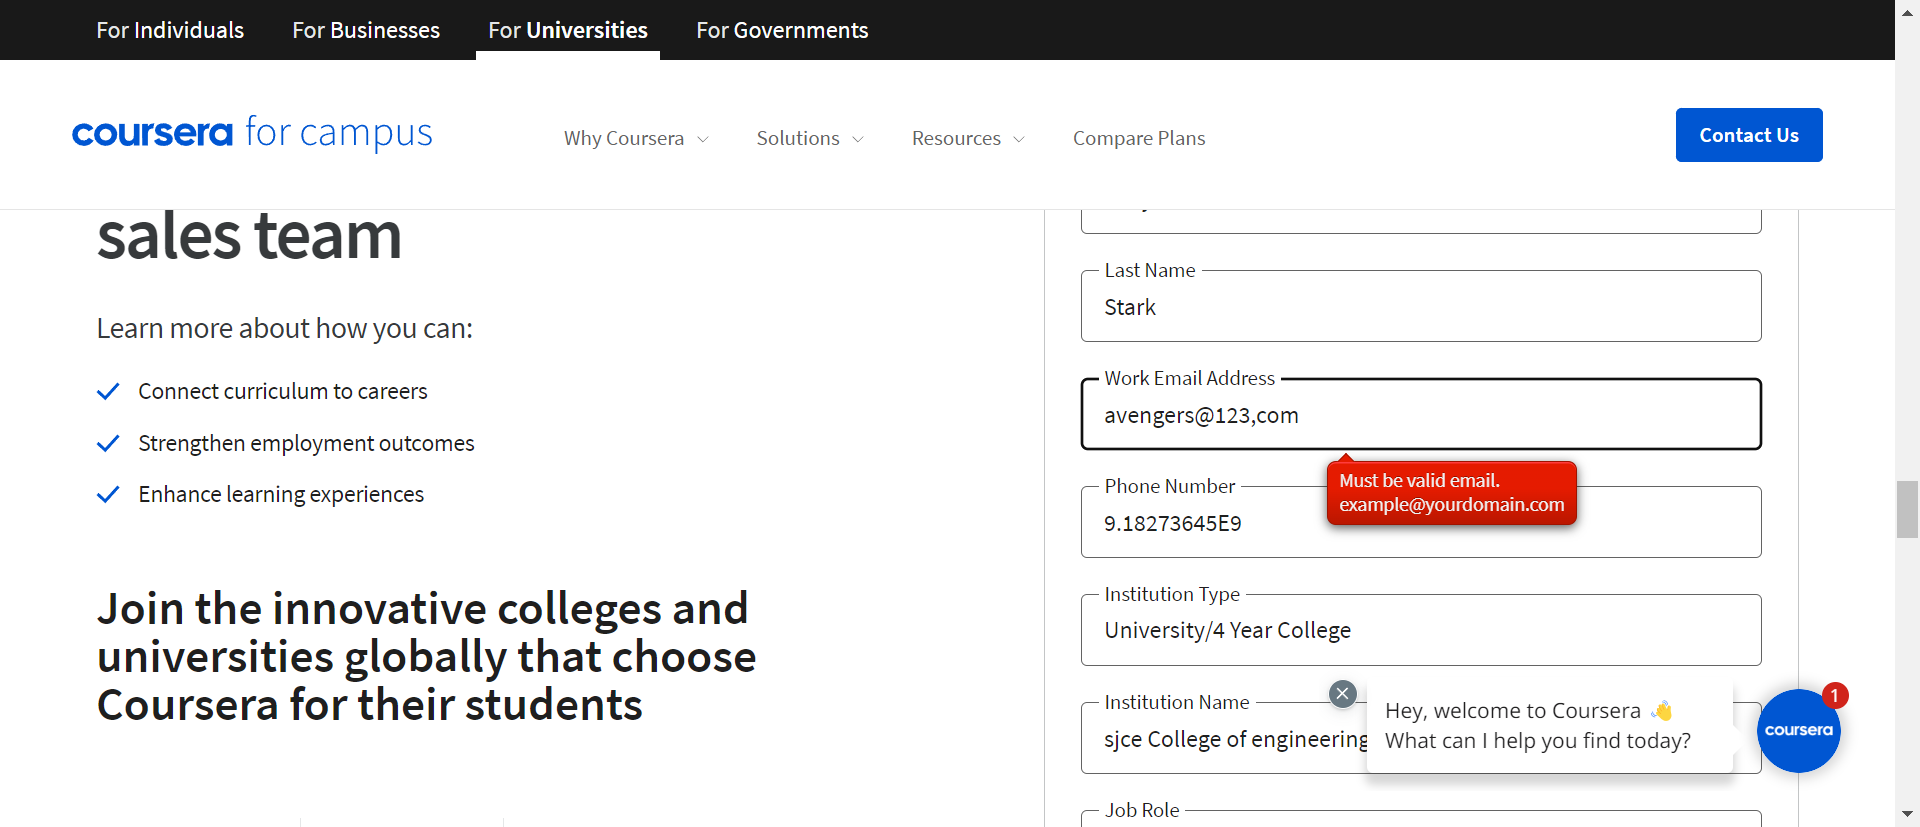 For Individuals
For Businesses
For Universities
For Governments
coursera for campus
Why Coursera
Solutions
Resources
Compare Plans
Contact Us
sales team
Learn more about how you can:
Connect curriculum to careers
Strengthen employment outcomes
Enhance learning experiences
Join the innovative colleges and
universities globally that choose
Coursera for their students
Last Name
Stark
Work Email Address
avengers@123,com
Must be valid email.
example@yourdomain.com
Phone Number
9.18273645E9
Institution Type
University/4 Year College
Institution Name
sjce College of engineering
Hey, welcome to Coursera 👋
What can I help you find today?
1
coursera
Job Role